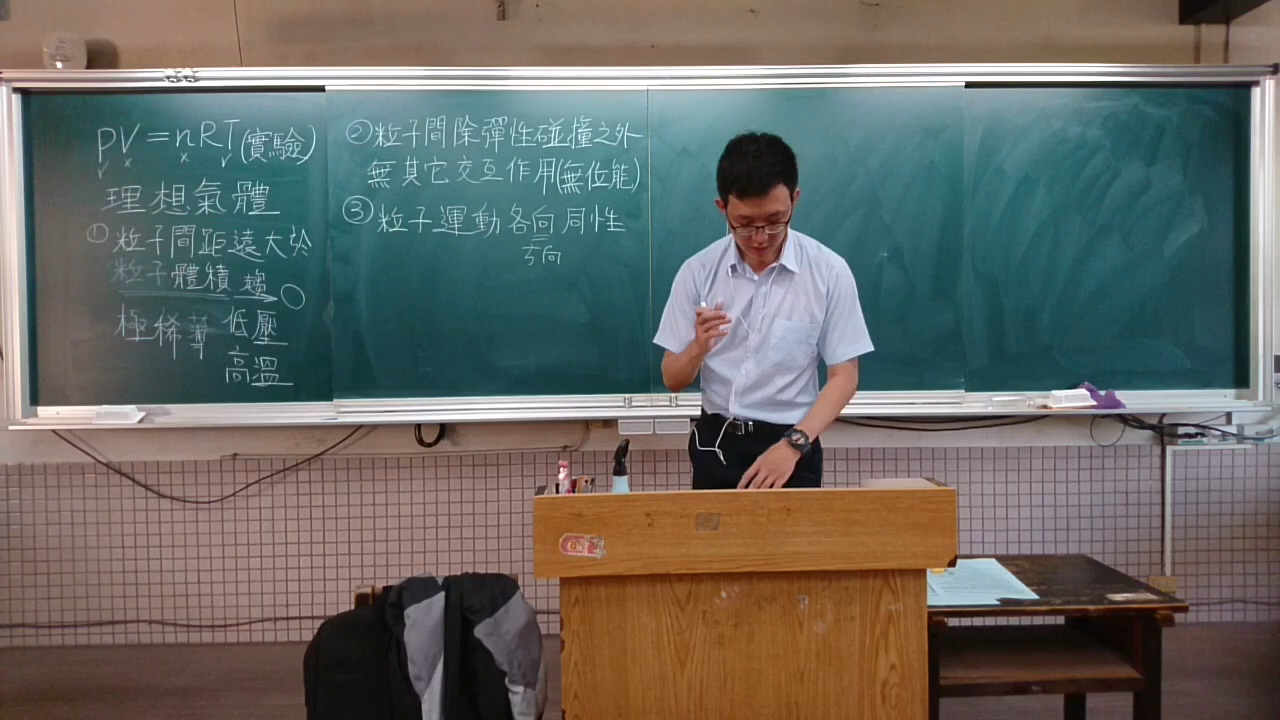 PV=nRT(實驗)
理想氣體
①粒子間距遠大於
粒子體積 趨→0
極稀薄 低壓
高溫
②粒子間除彈性碰撞之外
無其它交互作用(無位能)
③粒子運動各向同性
方向